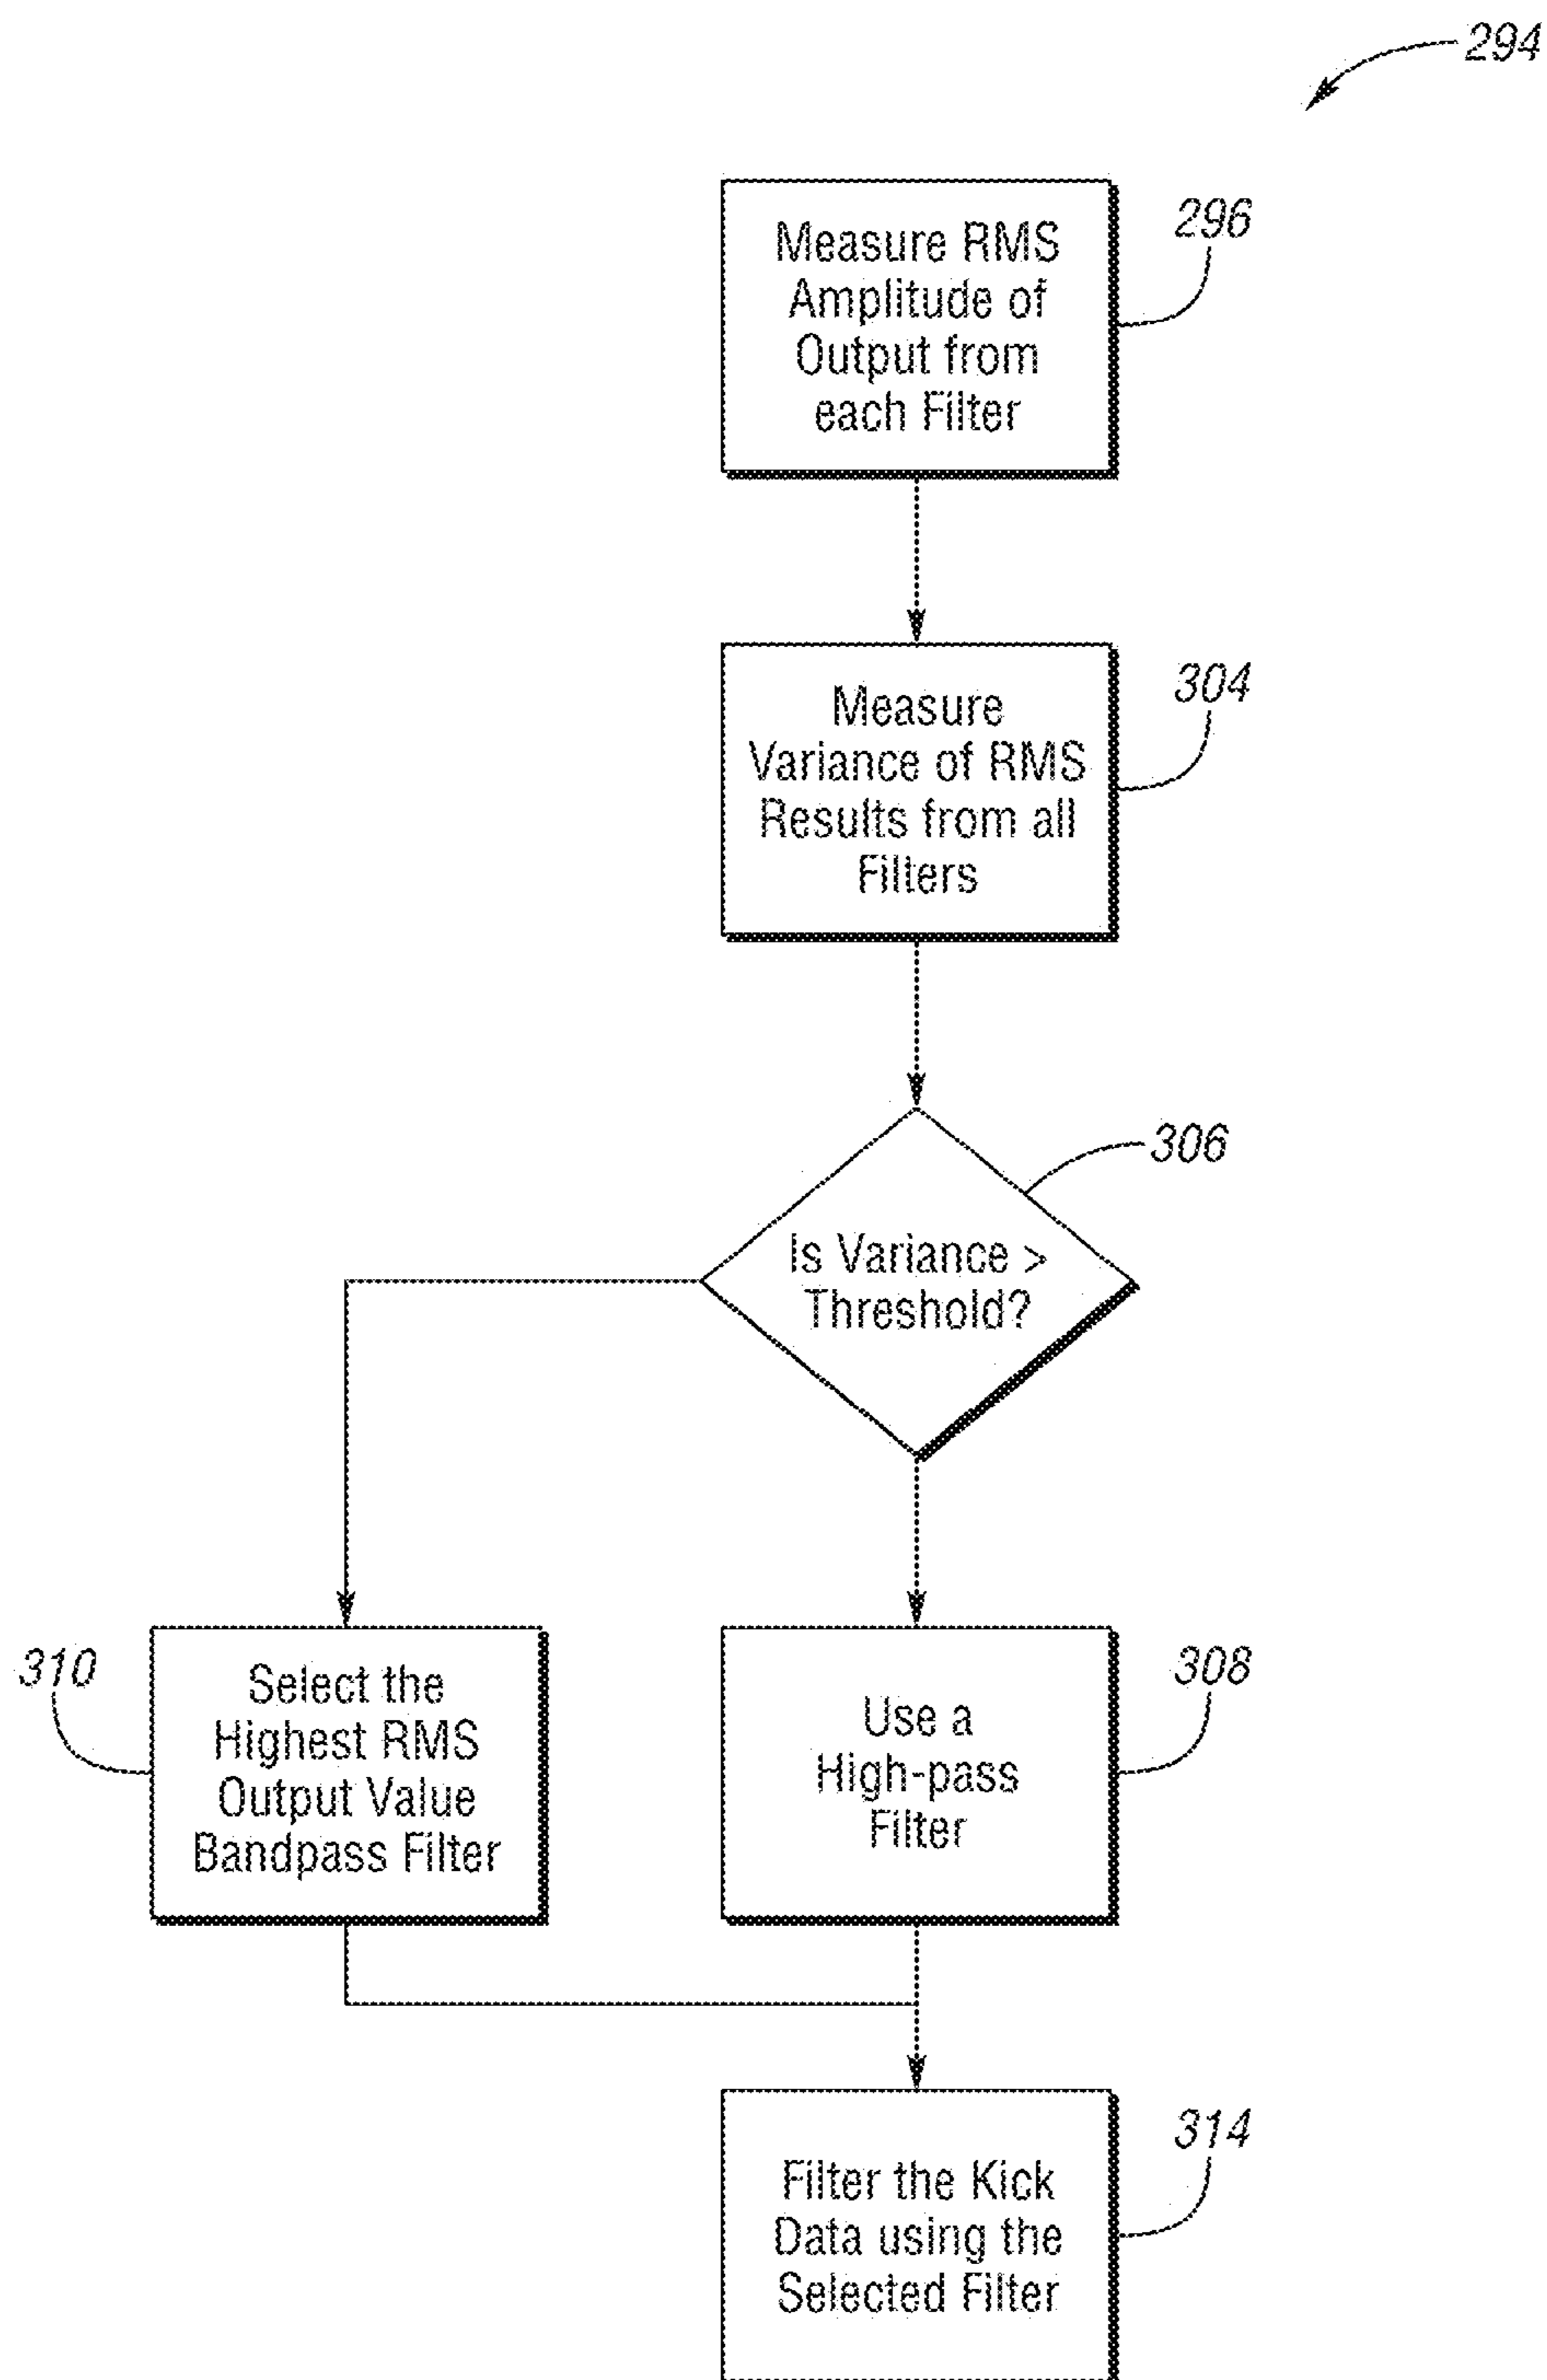 294
Measure RMS
Amplitude of
Output from
each Filter
296
Measure
Variance of RMS
Results from all
Filters
304
306
Is Variance >
Threshold?
310
Select the
Highest RMS
Output Value
Bandpass Filter
Use a
High-pass
Filter
308
Filter the Kick
Data using the
Selected Filter
314